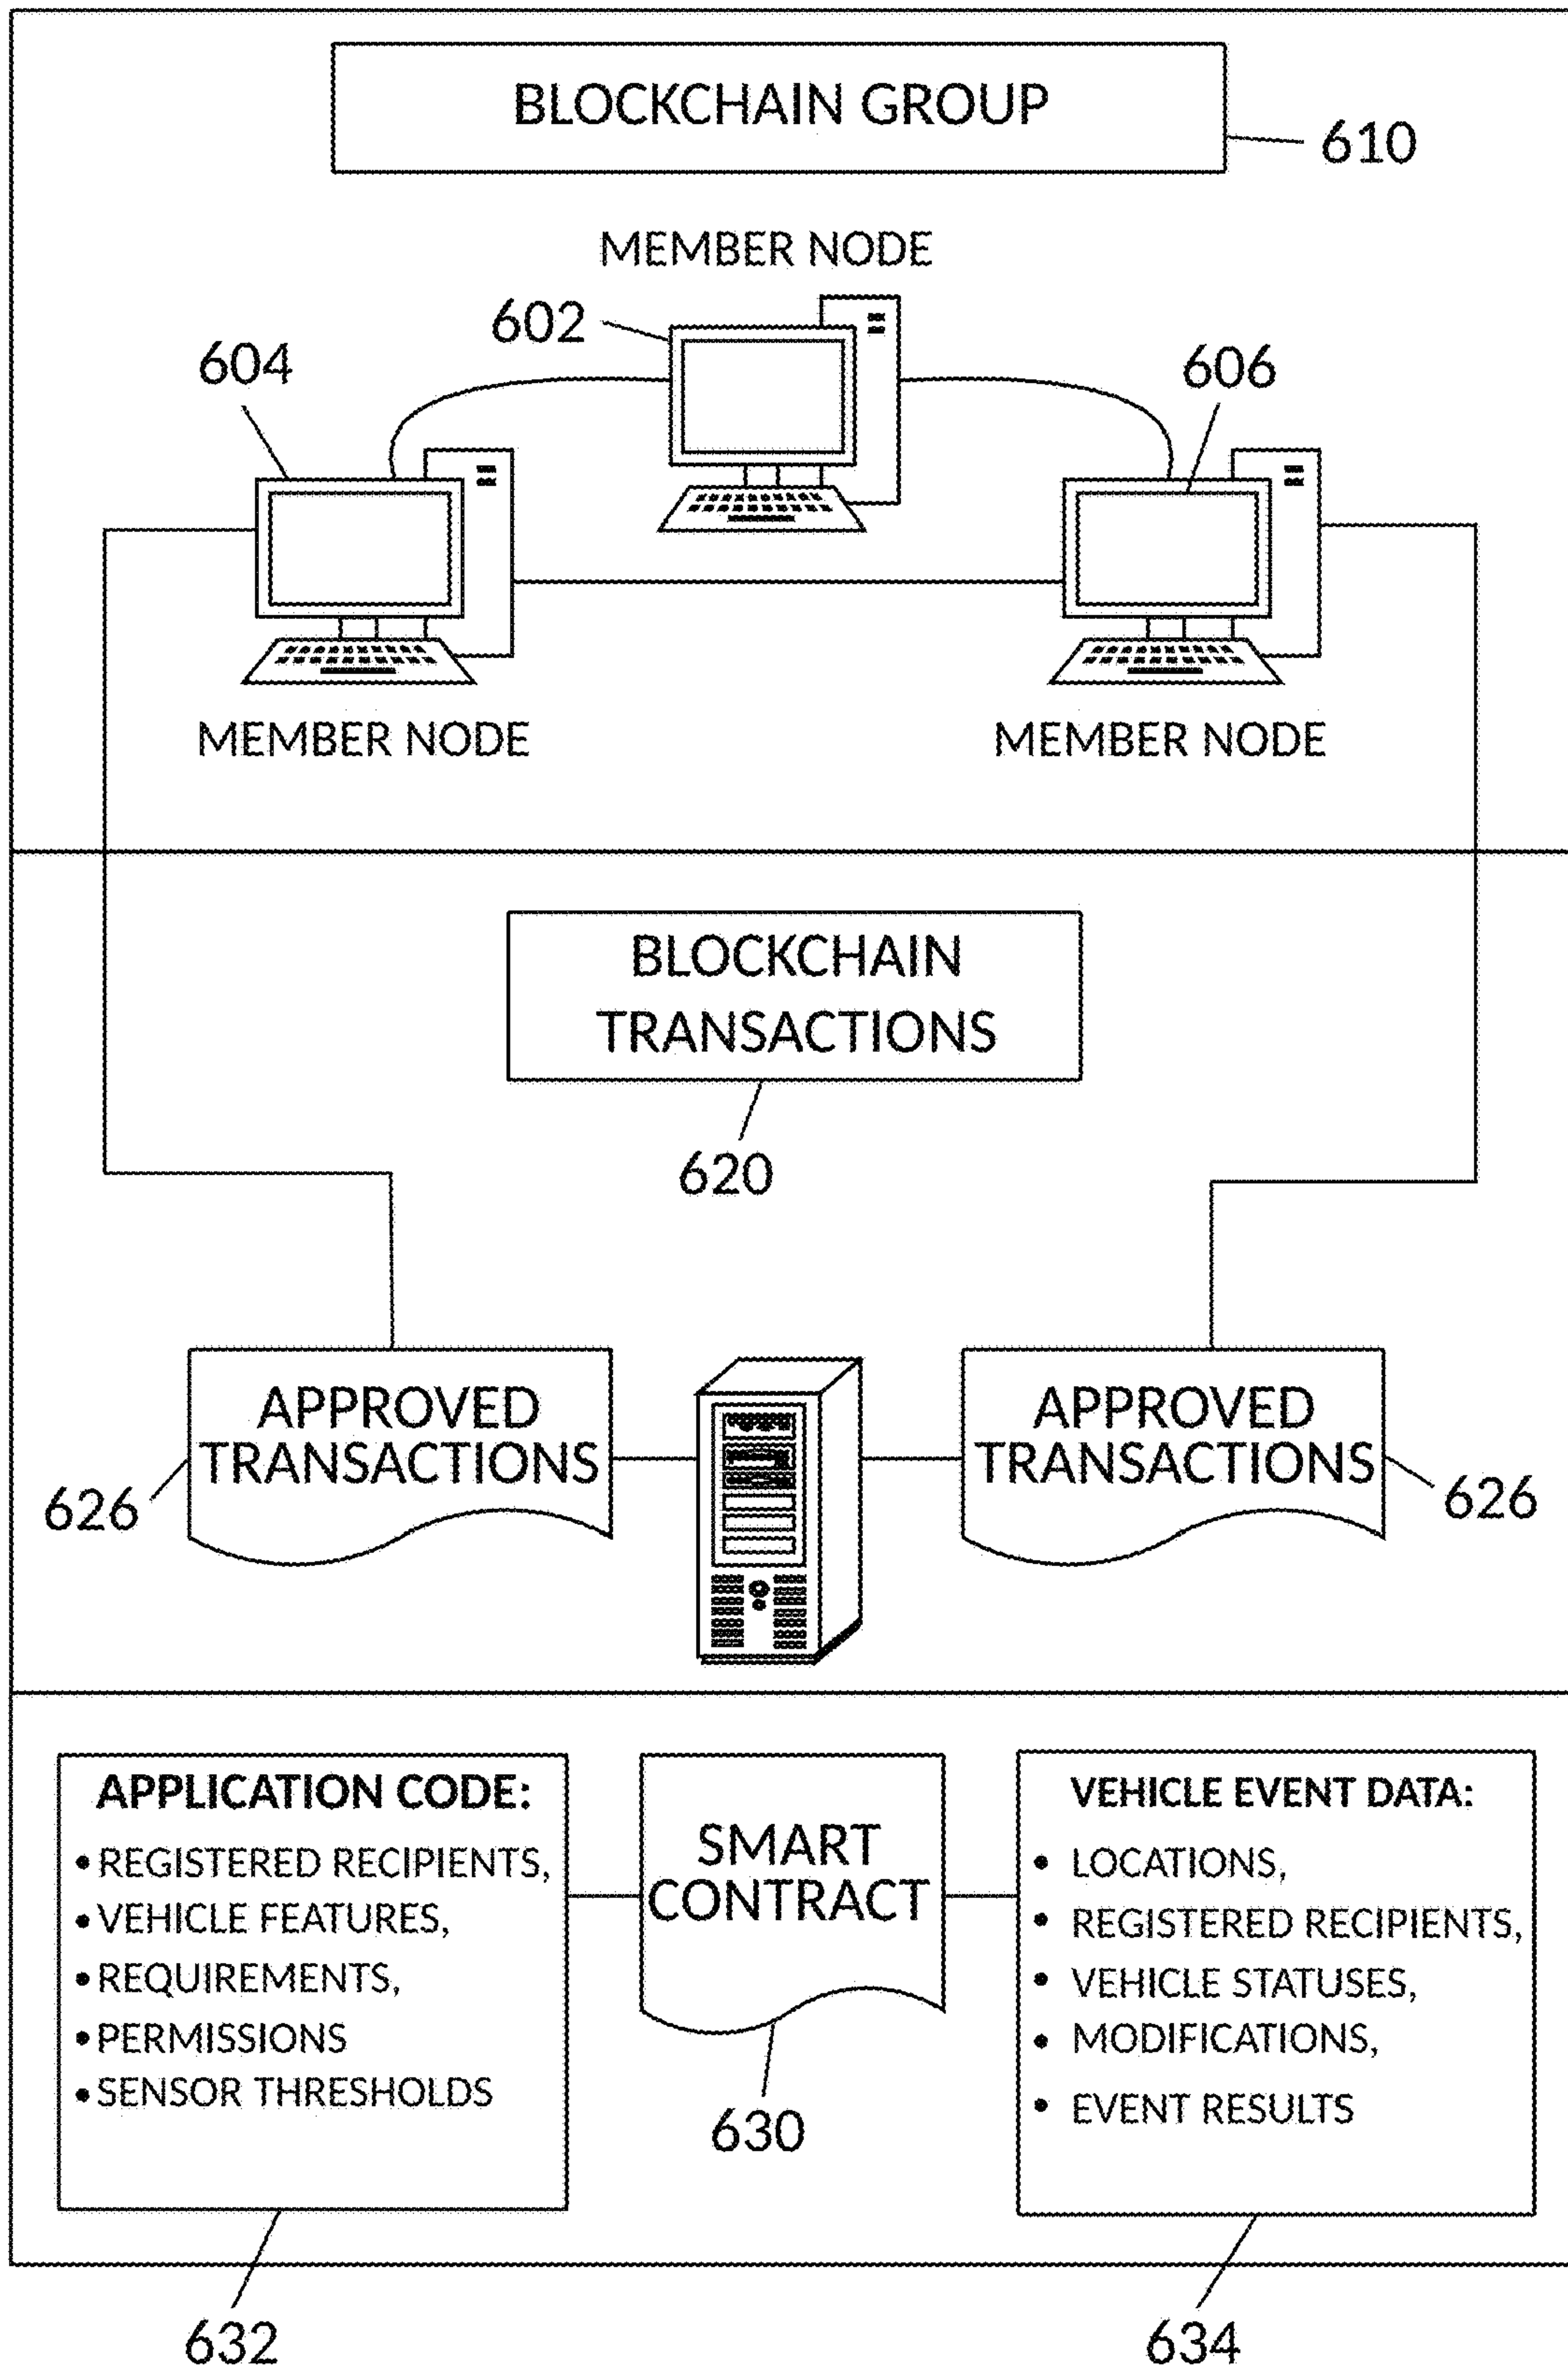 BLOCKCHAIN GROUP
610
MEMBER NODE
602
604
606
MEMBER NODE
MEMBER NODE
BLOCKCHAIN
TRANSACTIONS
620
APPROVED
TRANSACTIONS
626
APPROVED
TRANSACTIONS
626
APPLICATION CODE:
• REGISTERED RECIPIENTS,
• VEHICLE FEATURES,
• REQUIREMENTS,
• PERMISSIONS
• SENSOR THRESHOLDS
SMART
CONTRACT
630
VEHICLE EVENT DATA:
• LOCATIONS,
• REGISTERED RECIPIENTS,
• VEHICLE STATUSES,
• MODIFICATIONS,
• EVENT RESULTS
632
634